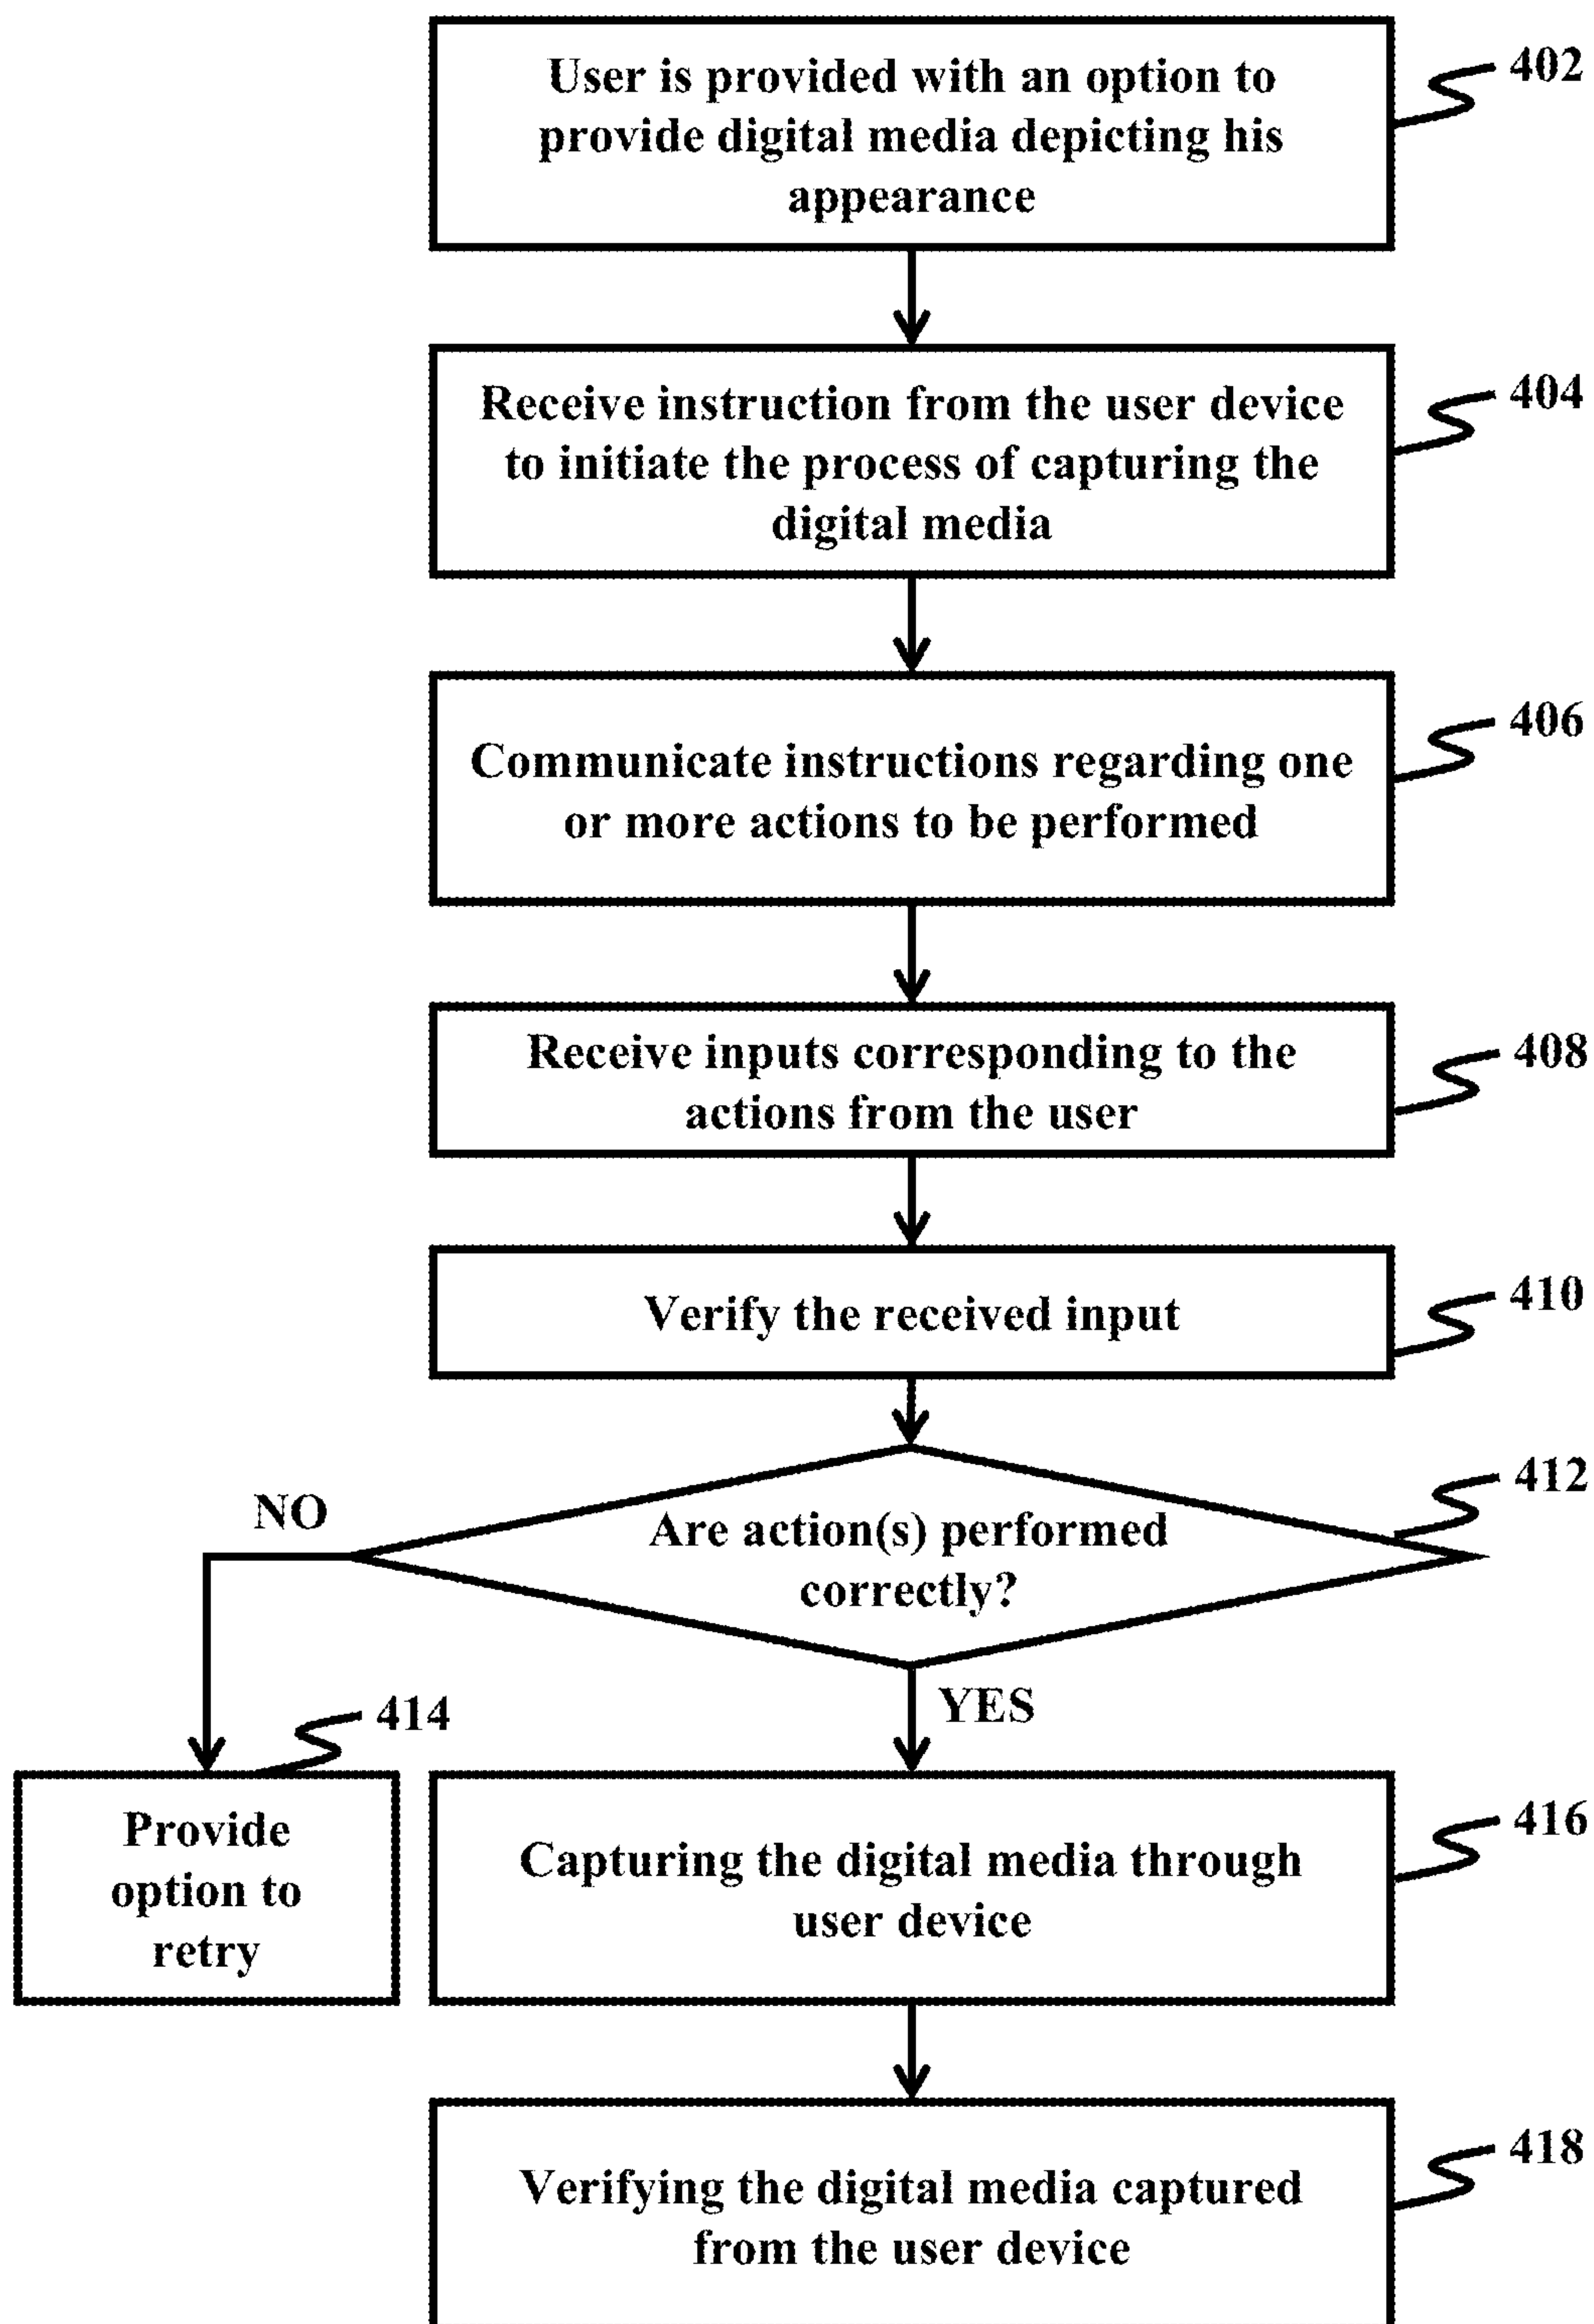 User is provided with an option to
provide digital media depicting his
appearance
402
Receive instruction from the user device
to initiate the process of capturing the
digital media
404
Communicate instructions regarding one
or more actions to be performed
406
Receive inputs corresponding to the
actions from the user
408
Verify the received input
410
Are action(s) performed
correctly?
412
NO
YES
414
Provide
option to
retry
Capturing the digital media through
user device
416
Verifying the digital media captured
from the user device
418